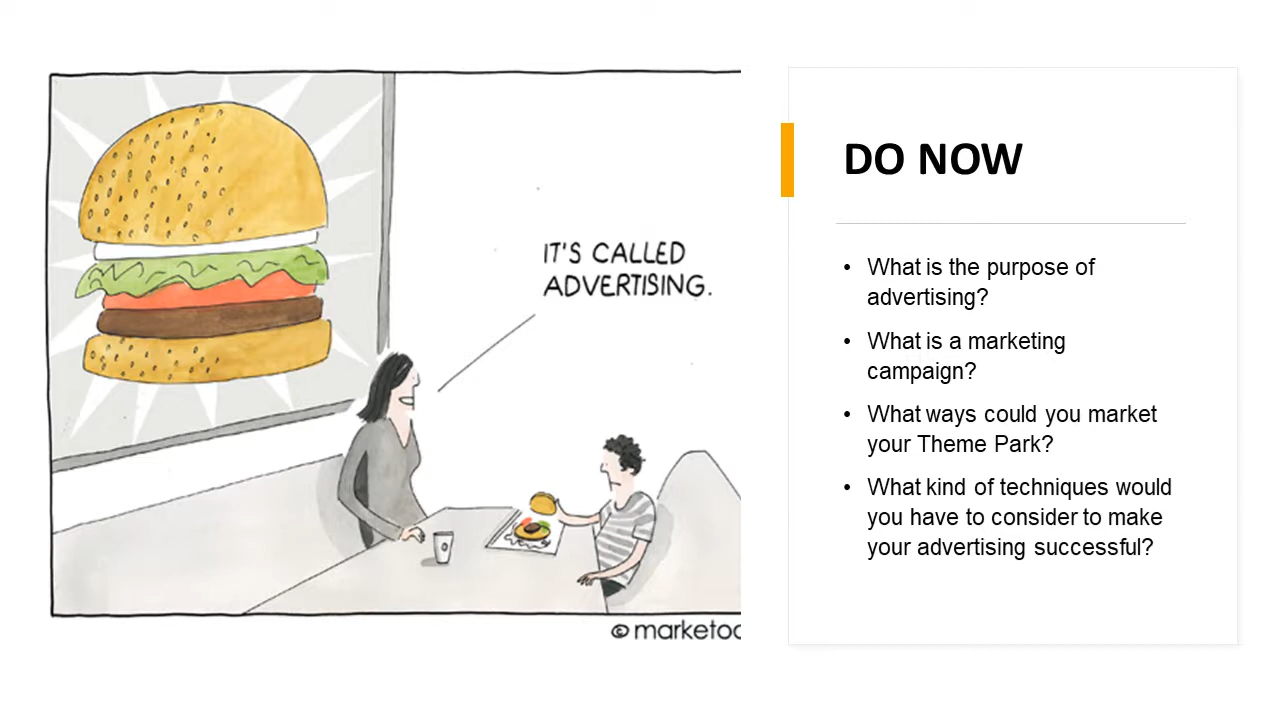 IT'S CALLED
ADVERTISING.
© marketoo
DO NOW
• What is the purpose of
advertising?
• What is a marketing
campaign?
• What ways could you market
your Theme Park?
• What kind of techniques would
you have to consider to make
your advertising successful?